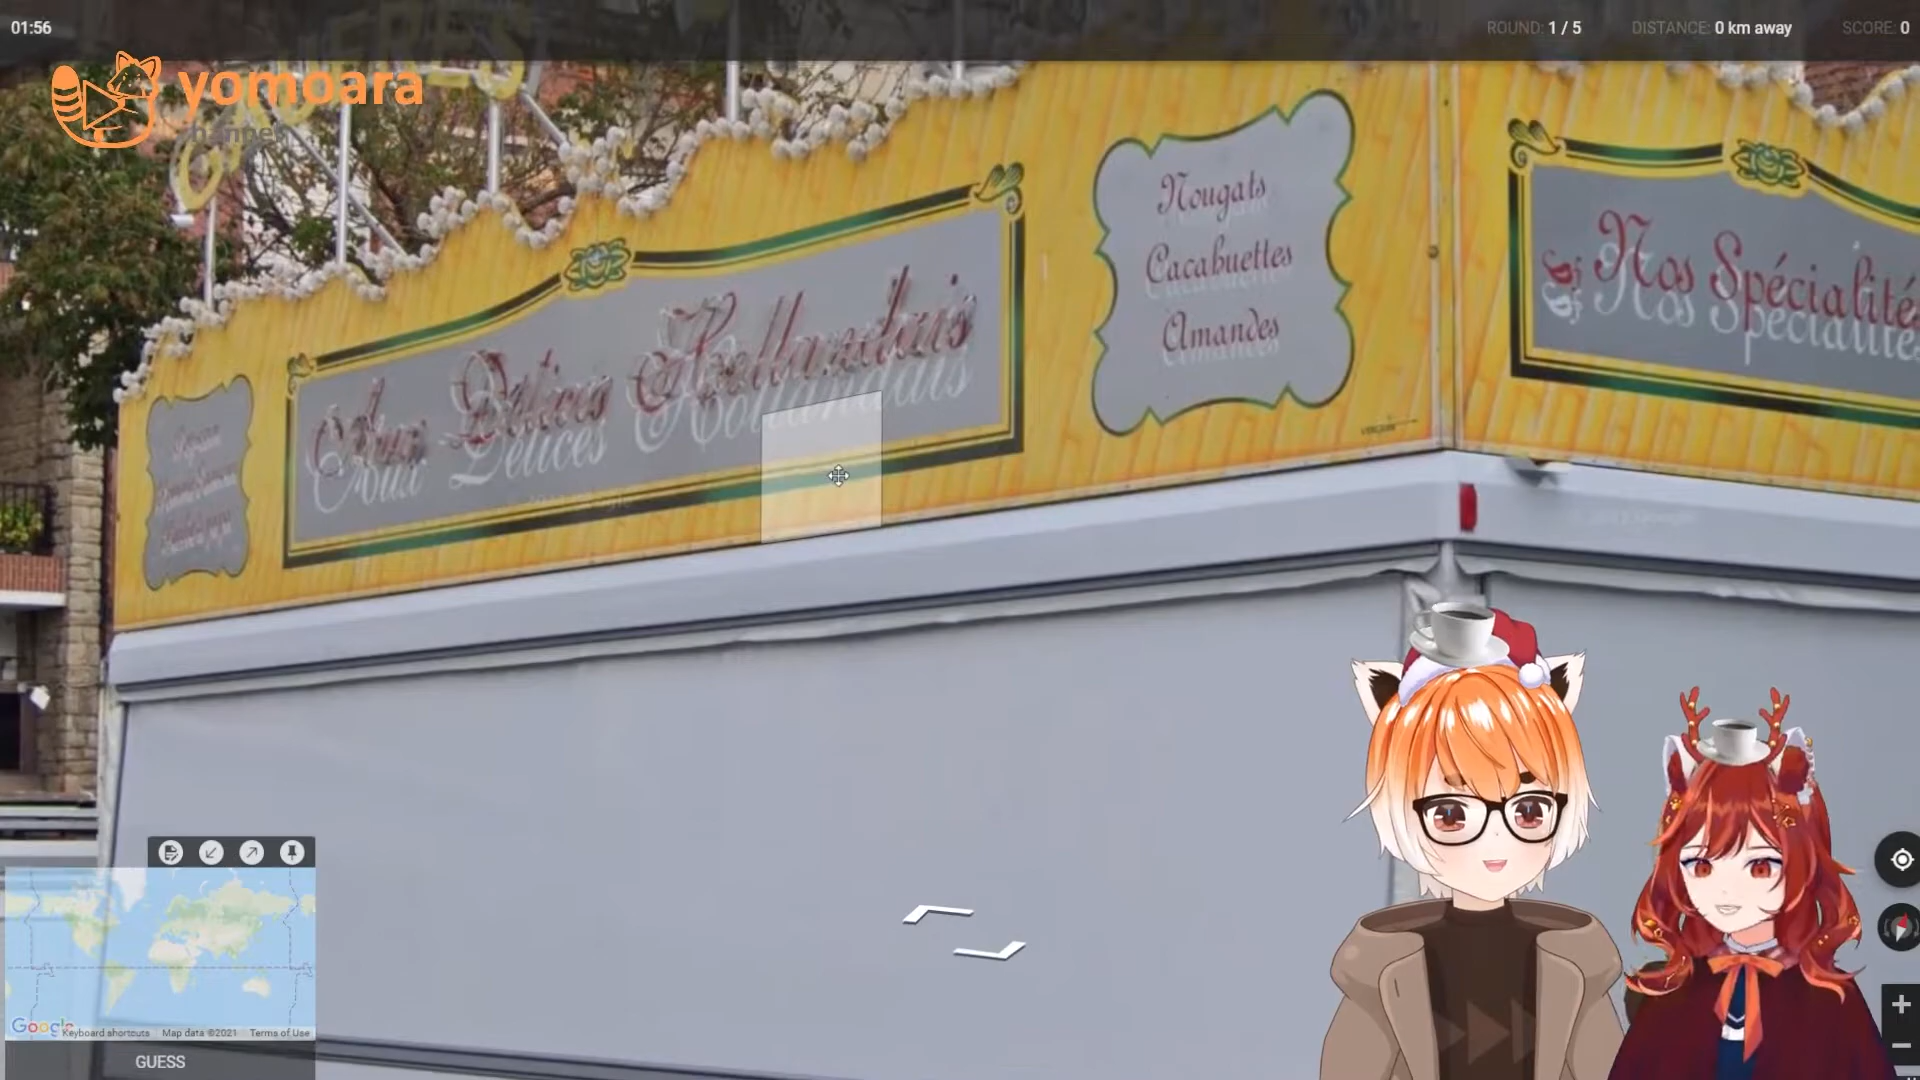 01:56
ROUND: 1 / 5
DISTANCE: 0 km away
SCORE: 0
yomoara
channel
Aux Délices Hollandais
Nougats
Cacahuettes
Amandes
Nos Spécialités
Google
Keyboard shortcuts
Map data ©2021
Terms of Use
GUESS